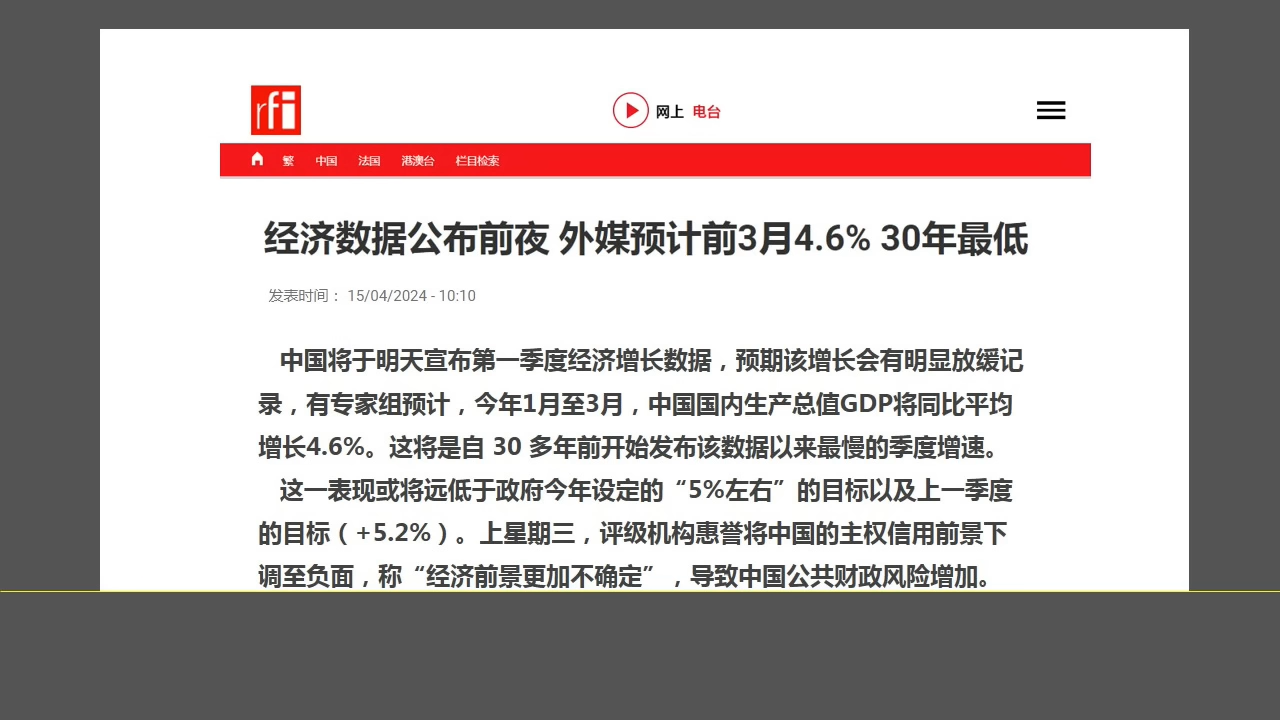 rfi
网上 电台
繁 中国 法国 港澳台 栏目检索
经济数据公布前夜 外媒预计前3月4.6% 30年最低
发表时间： 15/04/2024 - 10:10
中国将于明天宣布第一季度经济增长数据，预期该增长会有明显放缓记
录，有专家组预计，今年1月至3月，中国国内生产总值GDP将同比平均
增长4.6%。这将是自 30 多年前开始发布该数据以来最慢的季度增速。
这一表现或将远低于政府今年设定的“5%左右”的目标以及上一季度
的目标（+5.2%）。上星期三，评级机构惠誉将中国的主权信用前景下
调至负面，称“经济前景更加不确定”，导致中国公共财政风险增加。